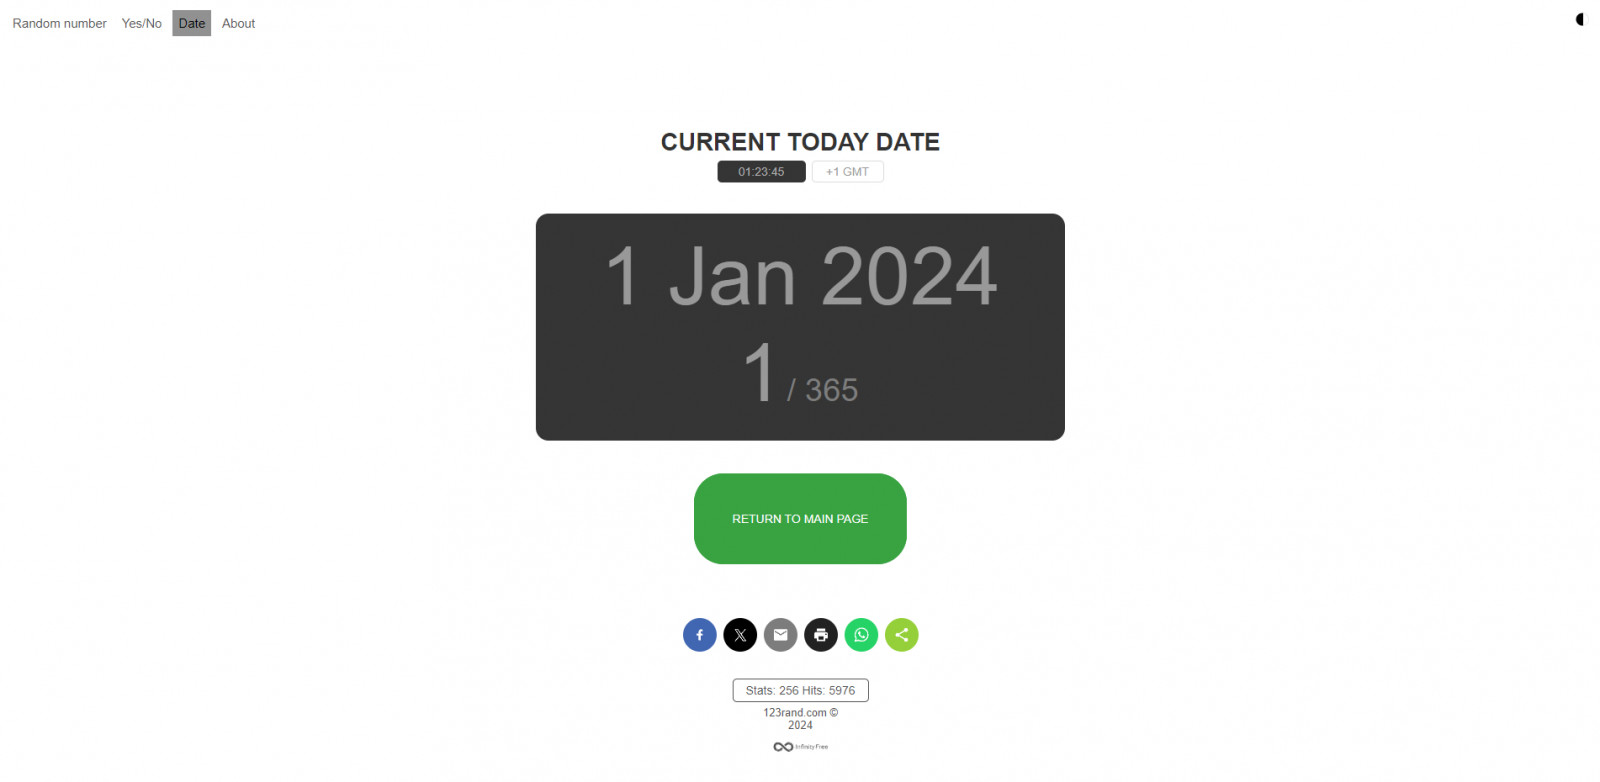 Random number Yes/No Date About
CURRENT TODAY DATE
01:23:45 +1 GMT
1 Jan 2024
1 / 365
RETURN TO MAIN PAGE
Stats: 256 Hits: 5976
123rand.com ©
2024
Infinity Free